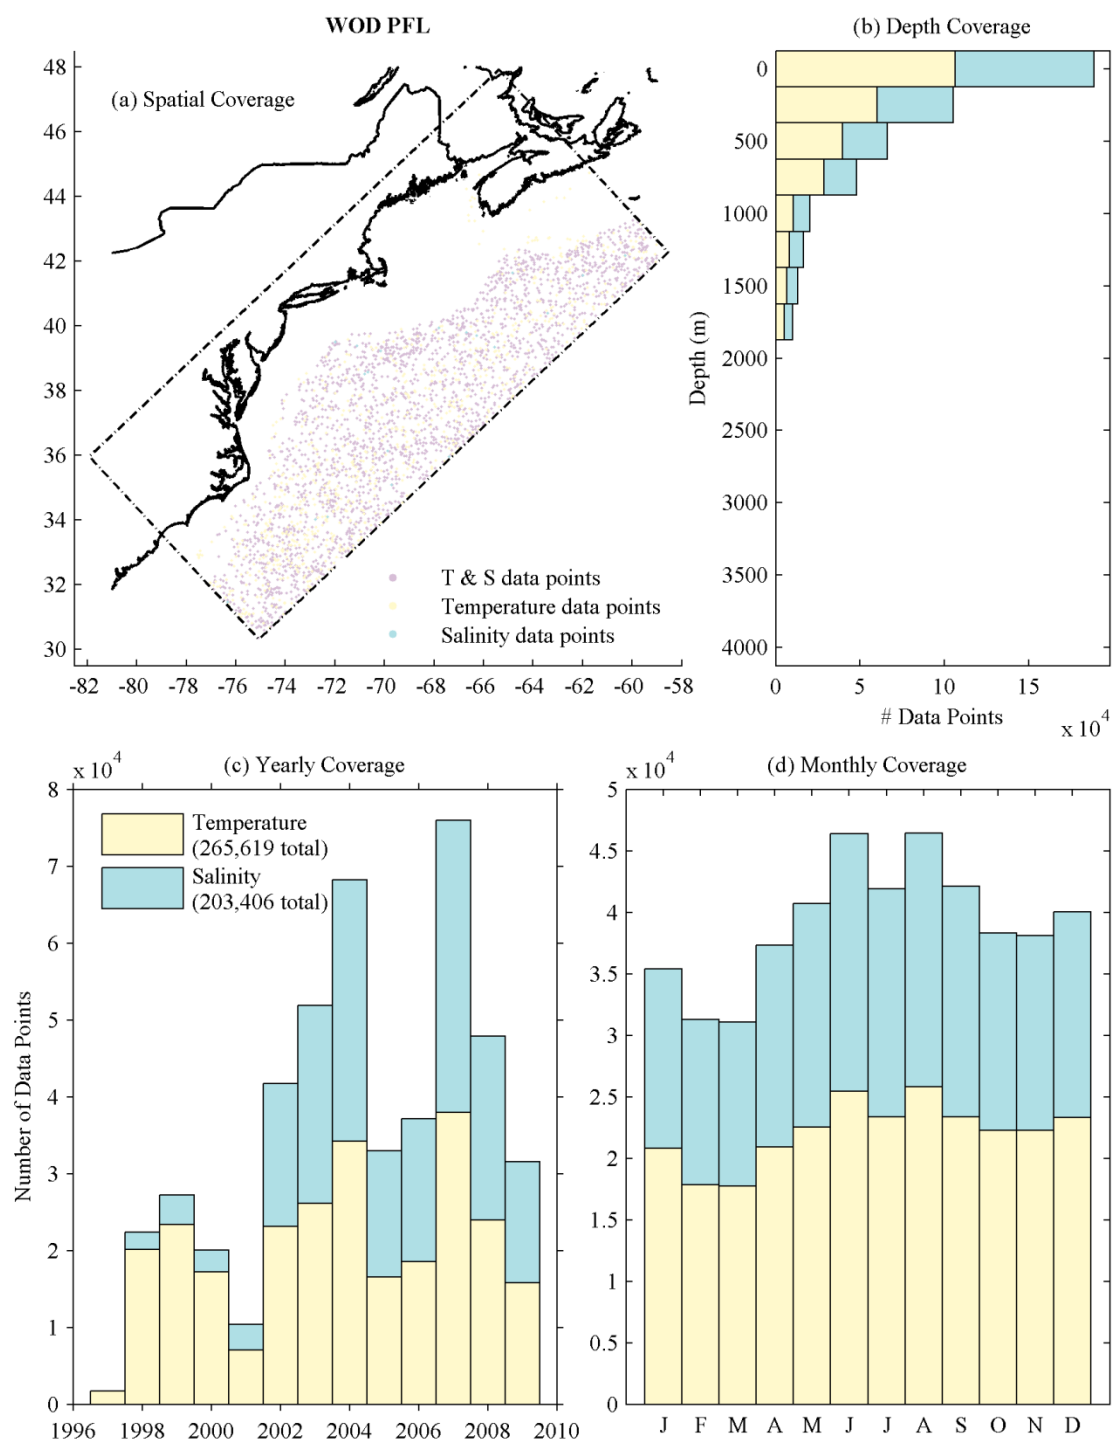 WOD PFL
(a) Spatial Coverage
48
46
44
42
40
38
36
34
32
30
-82 -80 -78 -76 -74 -72 -70 -68 -66 -64 -62 -60 -58
T & S data points
Temperature data points
Salinity data points
(b) Depth Coverage
Depth (m)
0
500
1000
1500
2000
2500
3000
3500
4000
0 5 10 15
# Data Points
x 10^4
(c) Yearly Coverage
x 10^4
Number of Data Points
8
7
6
5
4
3
2
1
0
Temperature
(265,619 total)
Salinity
(203,406 total)
1996 1998 2000 2002 2004 2006 2008 2010
(d) Monthly Coverage
x 10^4
5
4.5
4
3.5
3
2.5
2
1.5
1
0.5
0
J F M A M J J A S O N D